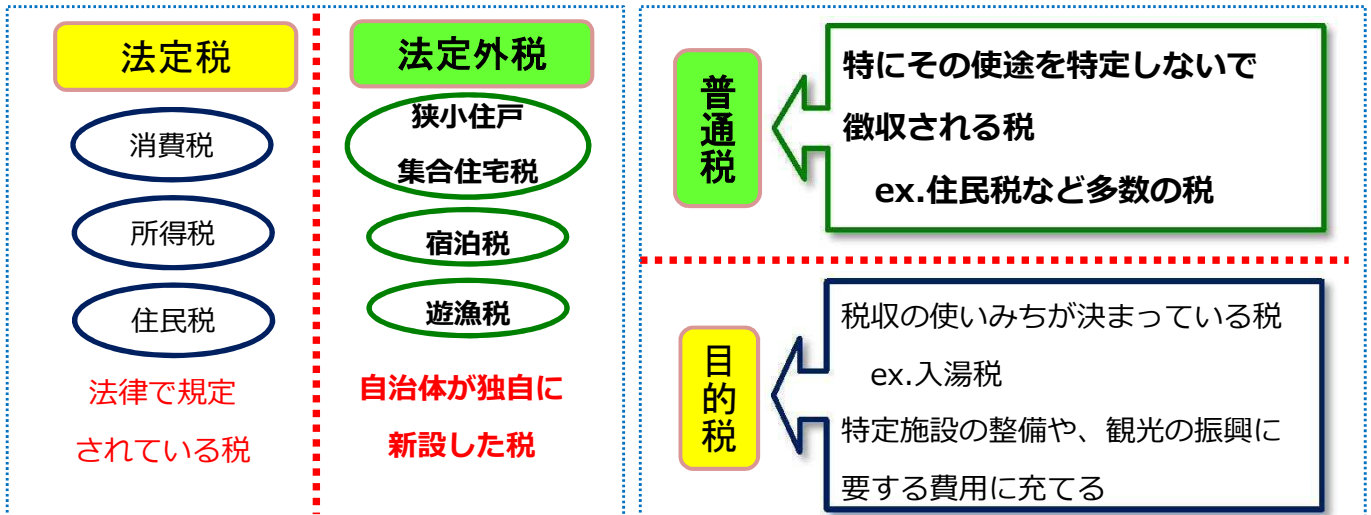 法定税
消費税
所得税
住民税
法律で規定
されている税
法定外税
狭小住戸
集合住宅税
宿泊税
遊漁税
自治体が独自に
新設した税
普通税
特にその使途を特定しないで
徴収される税
ex.住民税など多数の税
目的税
税収の使いみちが決まっている税
ex.入湯税
特定施設の整備や、観光の振興に
要する費用に充てる